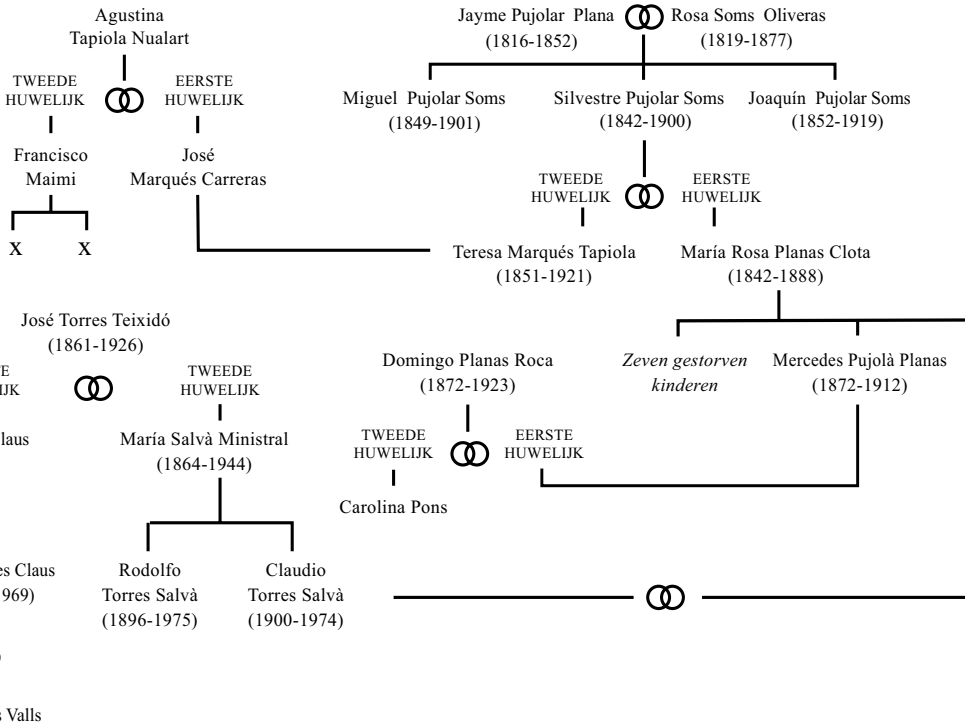 Agustina
Tapiola Nualart
TWEEDE
HUWELIJK
EERSTE
HUWELIJK
Francisco
Maimi
José
Marqués Carreras
X
X
Jayme Pujolar Plana
(1816-1852)
Rosa Soms Oliveras
(1819-1877)
Miguel Pujolar Soms
(1849-1901)
Silvestre Pujolar Soms
(1842-1900)
Joaquín Pujolar Soms
(1852-1919)
TWEEDE
HUWELIJK
EERSTE
HUWELIJK
Teresa Marqués Tapiola
(1851-1921)
María Rosa Planas Clota
(1842-1888)
Zeven gestorven
kinderen
Mercedes Pujolà Planas
(1872-1912)
José Torres Teixidó
(1861-1926)
TWEEDE
HUWELIJK
María Salvà Ministral
(1864-1944)
Domingo Planas Roca
(1872-1923)
TWEEDE
HUWELIJK
EERSTE
HUWELIJK
Carolina Pons
Claus
969)
Rodolfo
Torres Salvà
(1896-1975)
Claudio
Torres Salvà
(1900-1974)
Valls